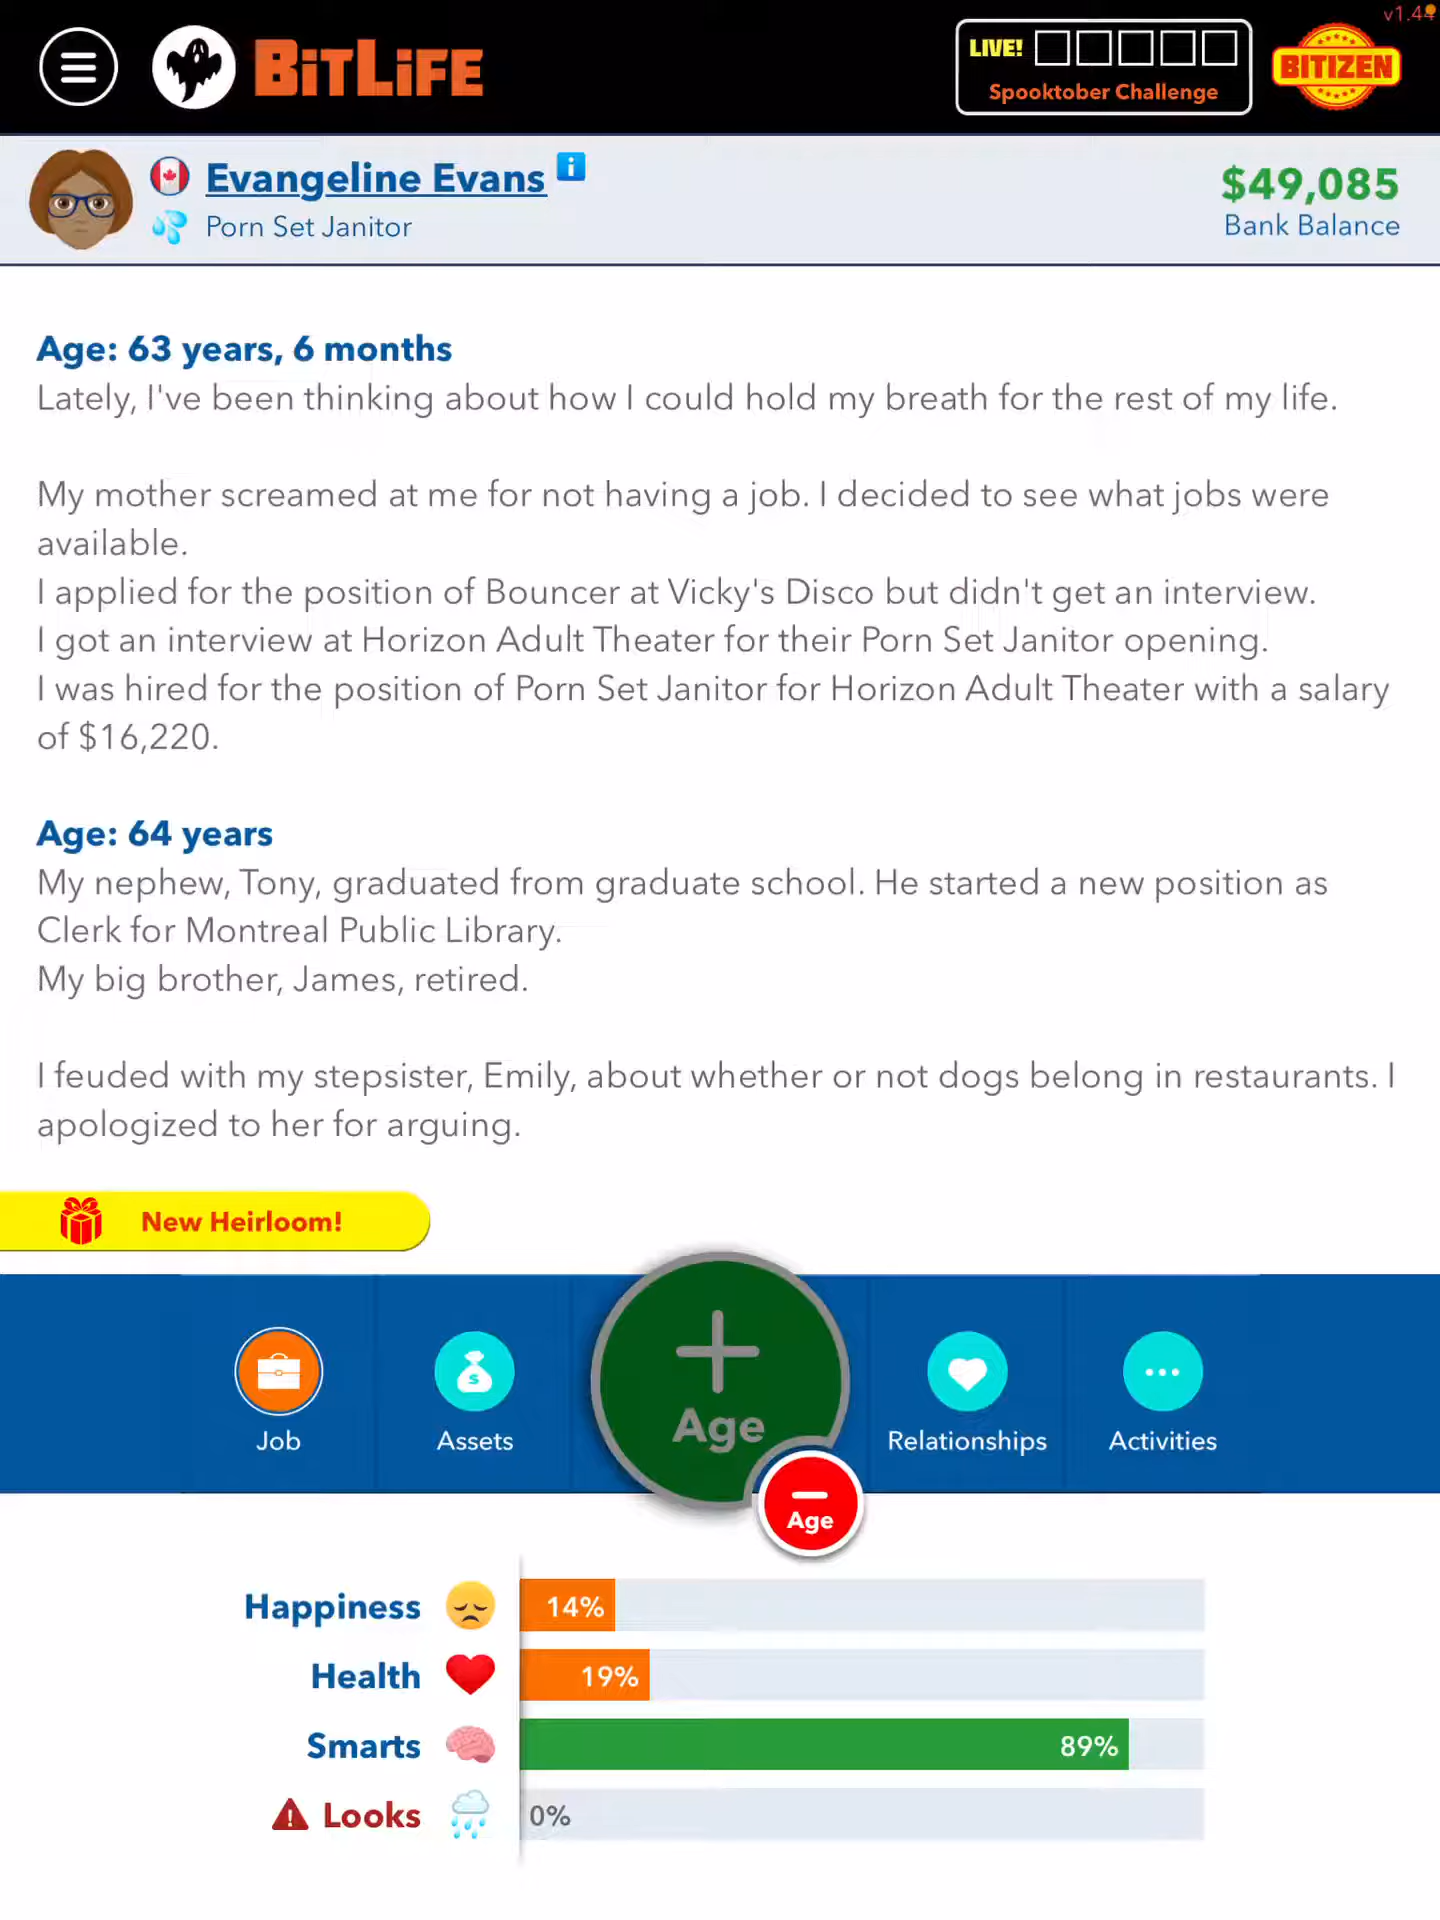 v1.44
BITLIFE
LIVE!
Spooktober Challenge
BITIZEN
Evangeline Evans
Porn Set Janitor
$49,085
Bank Balance
Age: 63 years, 6 months
Lately, I've been thinking about how I could hold my breath for the rest of my life.
My mother screamed at me for not having a job. I decided to see what jobs were
available.
I applied for the position of Bouncer at Vicky's Disco but didn't get an interview.
I got an interview at Horizon Adult Theater for their Porn Set Janitor opening.
I was hired for the position of Porn Set Janitor for Horizon Adult Theater with a salary
of $16,220.
Age: 64 years
My nephew, Tony, graduated from graduate school. He started a new position as
Clerk for Montreal Public Library.
My big brother, James, retired.
I feuded with my stepsister, Emily, about whether or not dogs belong in restaurants. I
apologized to her for arguing.
New Heirloom!
Job
Assets
Age
Age
Relationships
Activities
Happiness 14%
Health 19%
Smarts 89%
Looks 0%